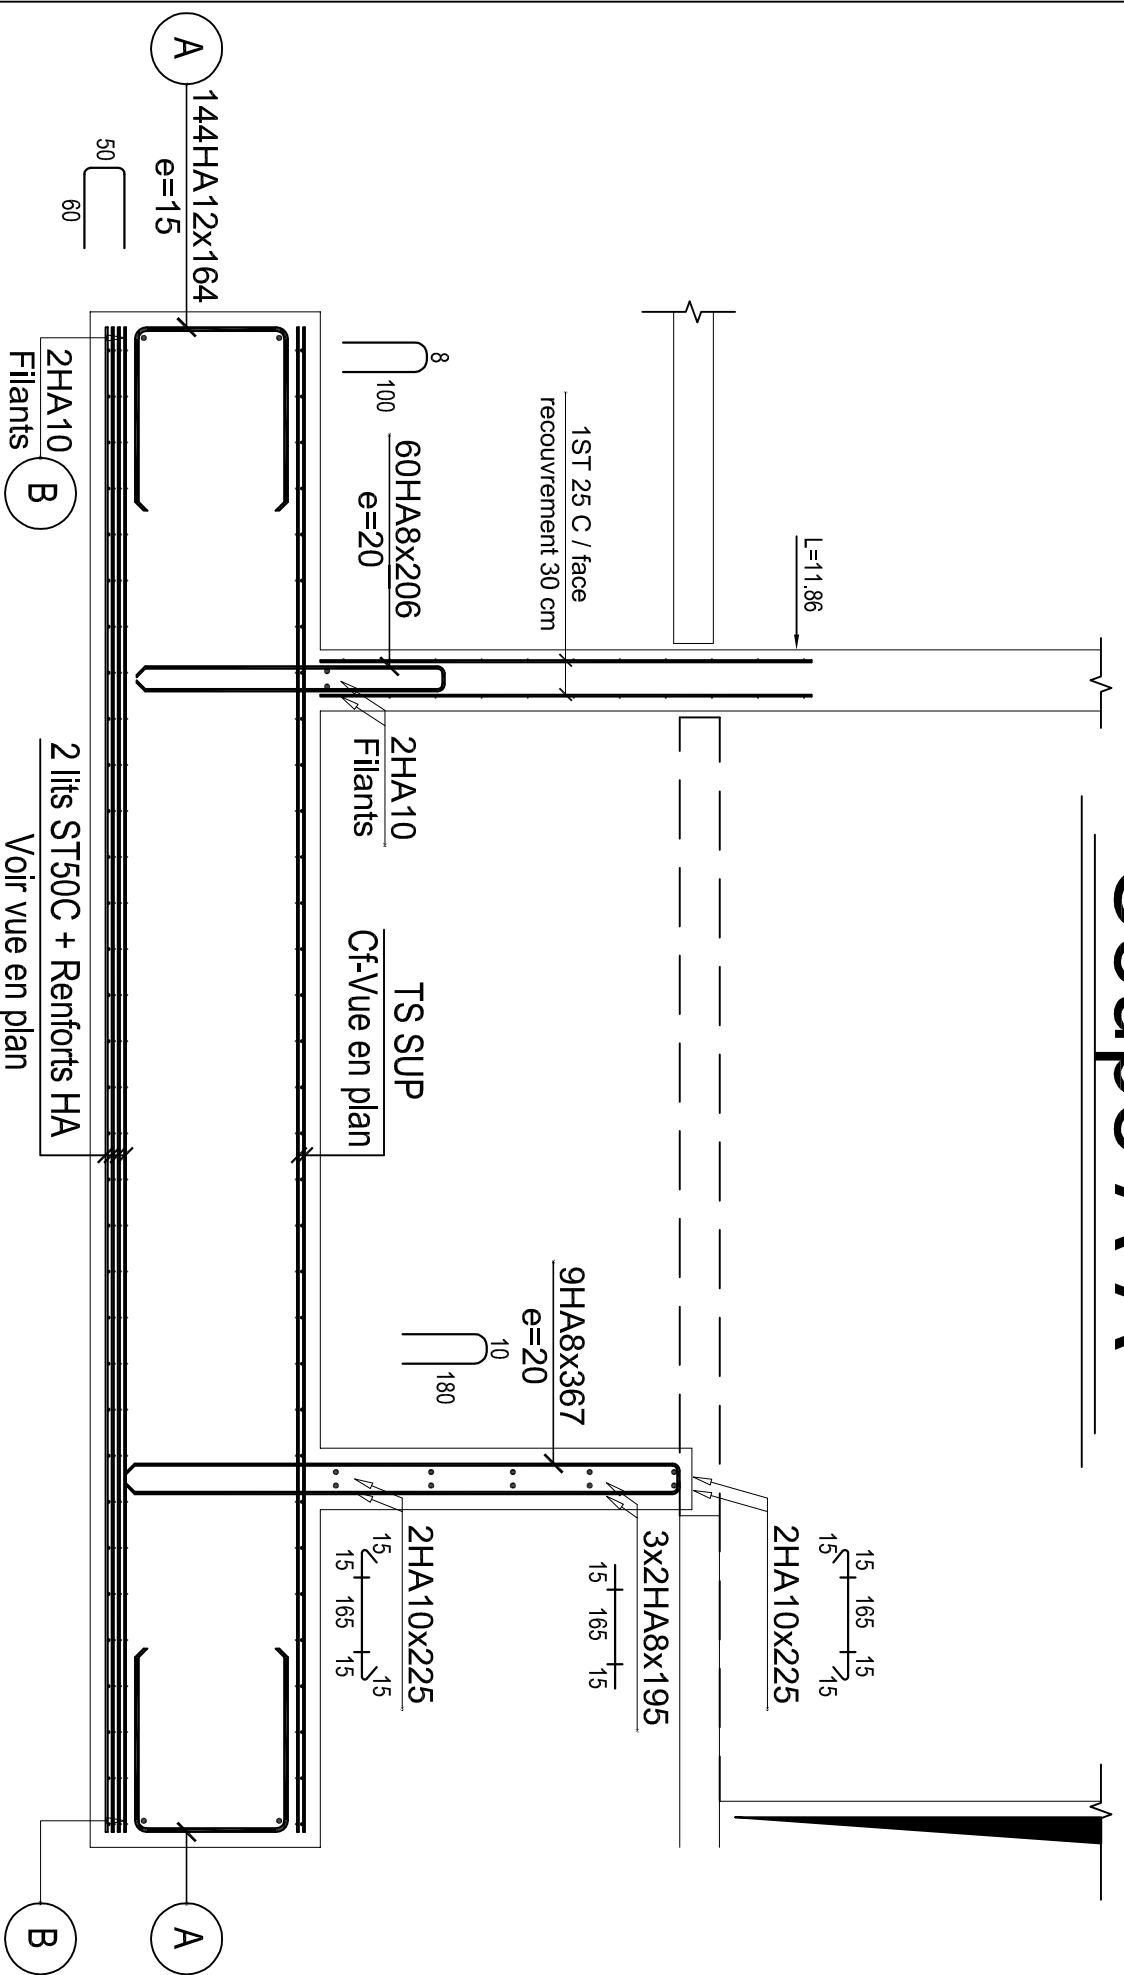 L=11.86
15 165 15
15 15
2HA10x225
1ST 25 C / face
recouvrement 30 cm
3x2HA8x195
15 165 15
9HA8x367
e=20
10
180
8
100
60HA8x206
e=20
2HA10
Filants
TS SUP
Cf-Vue en plan
2HA10x225
15 15
15 165 15
A
144HA12x164
e=15
50
60
A
2HA10
Filants
B
2 lits ST50C + Renforts HA
Voir vue en plan
B